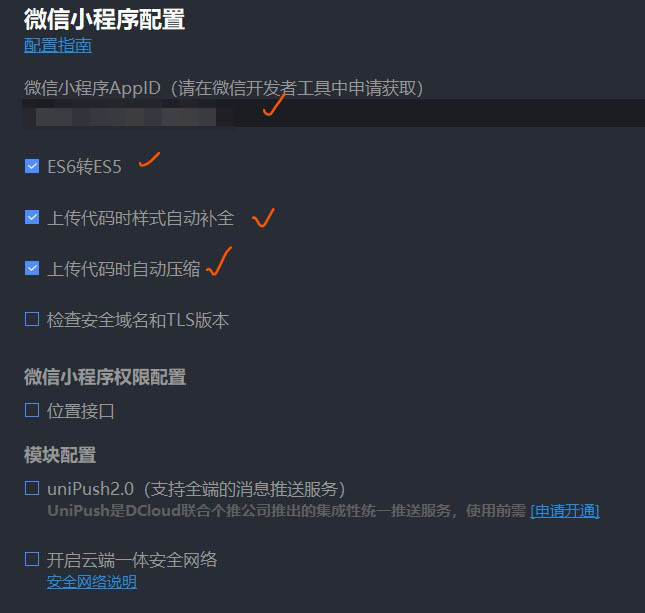 微信小程序配置
配置指南
微信小程序AppID（请在微信开发者工具中申请获取）
ES6转ES5
上传代码时样式自动补全
上传代码时自动压缩
检查安全域名和TLS版本
微信小程序权限配置
位置接口
模块配置
uniPush2.0（支持全端的消息推送服务）
UniPush是DCloud联合个推公司推出的集成性统一推送服务，使用前需 [申请开通]
开启云端一体安全网络
安全网络说明